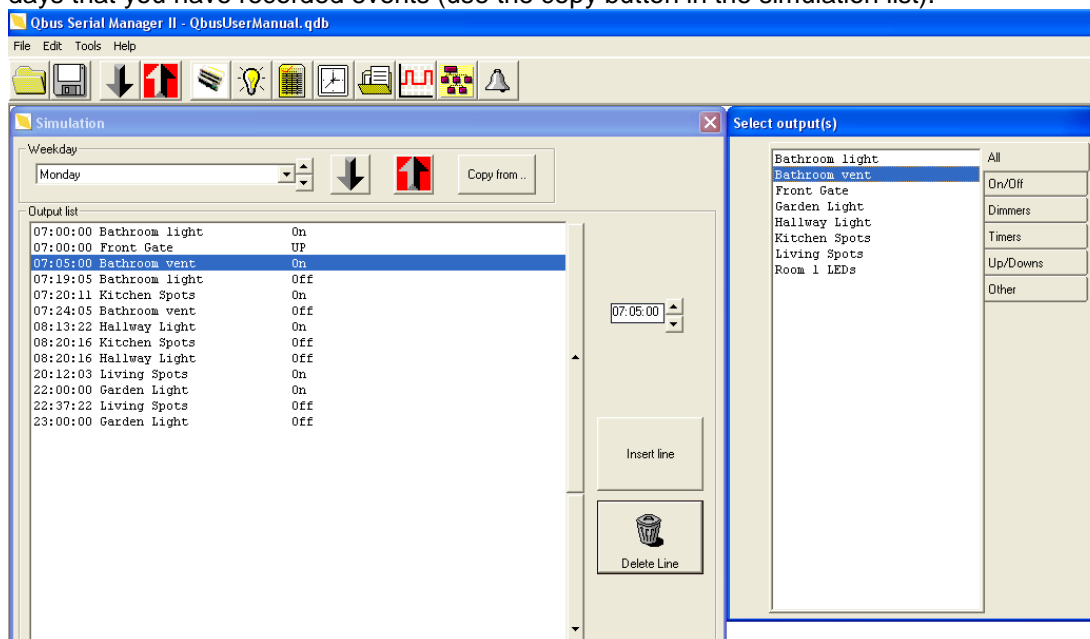 days that you have recorded events (use the copy button in the simulation list).
Qbus Serial Manager II - QbusUserManual.qdb
File Edit Tools Help
Simulation
Weekday
Monday
Copy from ..
Output list
07:00:00 Bathroom light On
07:00:00 Front Gate UP
07:05:00 Bathroom vent On
07:19:05 Bathroom light Off
07:20:11 Kitchen Spots On
07:24:05 Bathroom vent Off
08:13:22 Hallway Light On
08:20:16 Kitchen Spots Off
08:20:16 Hallway Light Off
20:12:03 Living Spots On
22:00:00 Garden Light On
22:37:22 Living Spots Off
23:00:00 Garden Light Off
07:05:00
Insert line
Delete Line
Select output(s)
Bathroom light
Bathroom vent
Front Gate
Garden Light
Hallway Light
Kitchen Spots
Living Spots
Room 1 LEDs
All
On/Off
Dimmers
Timers
Up/Downs
Other